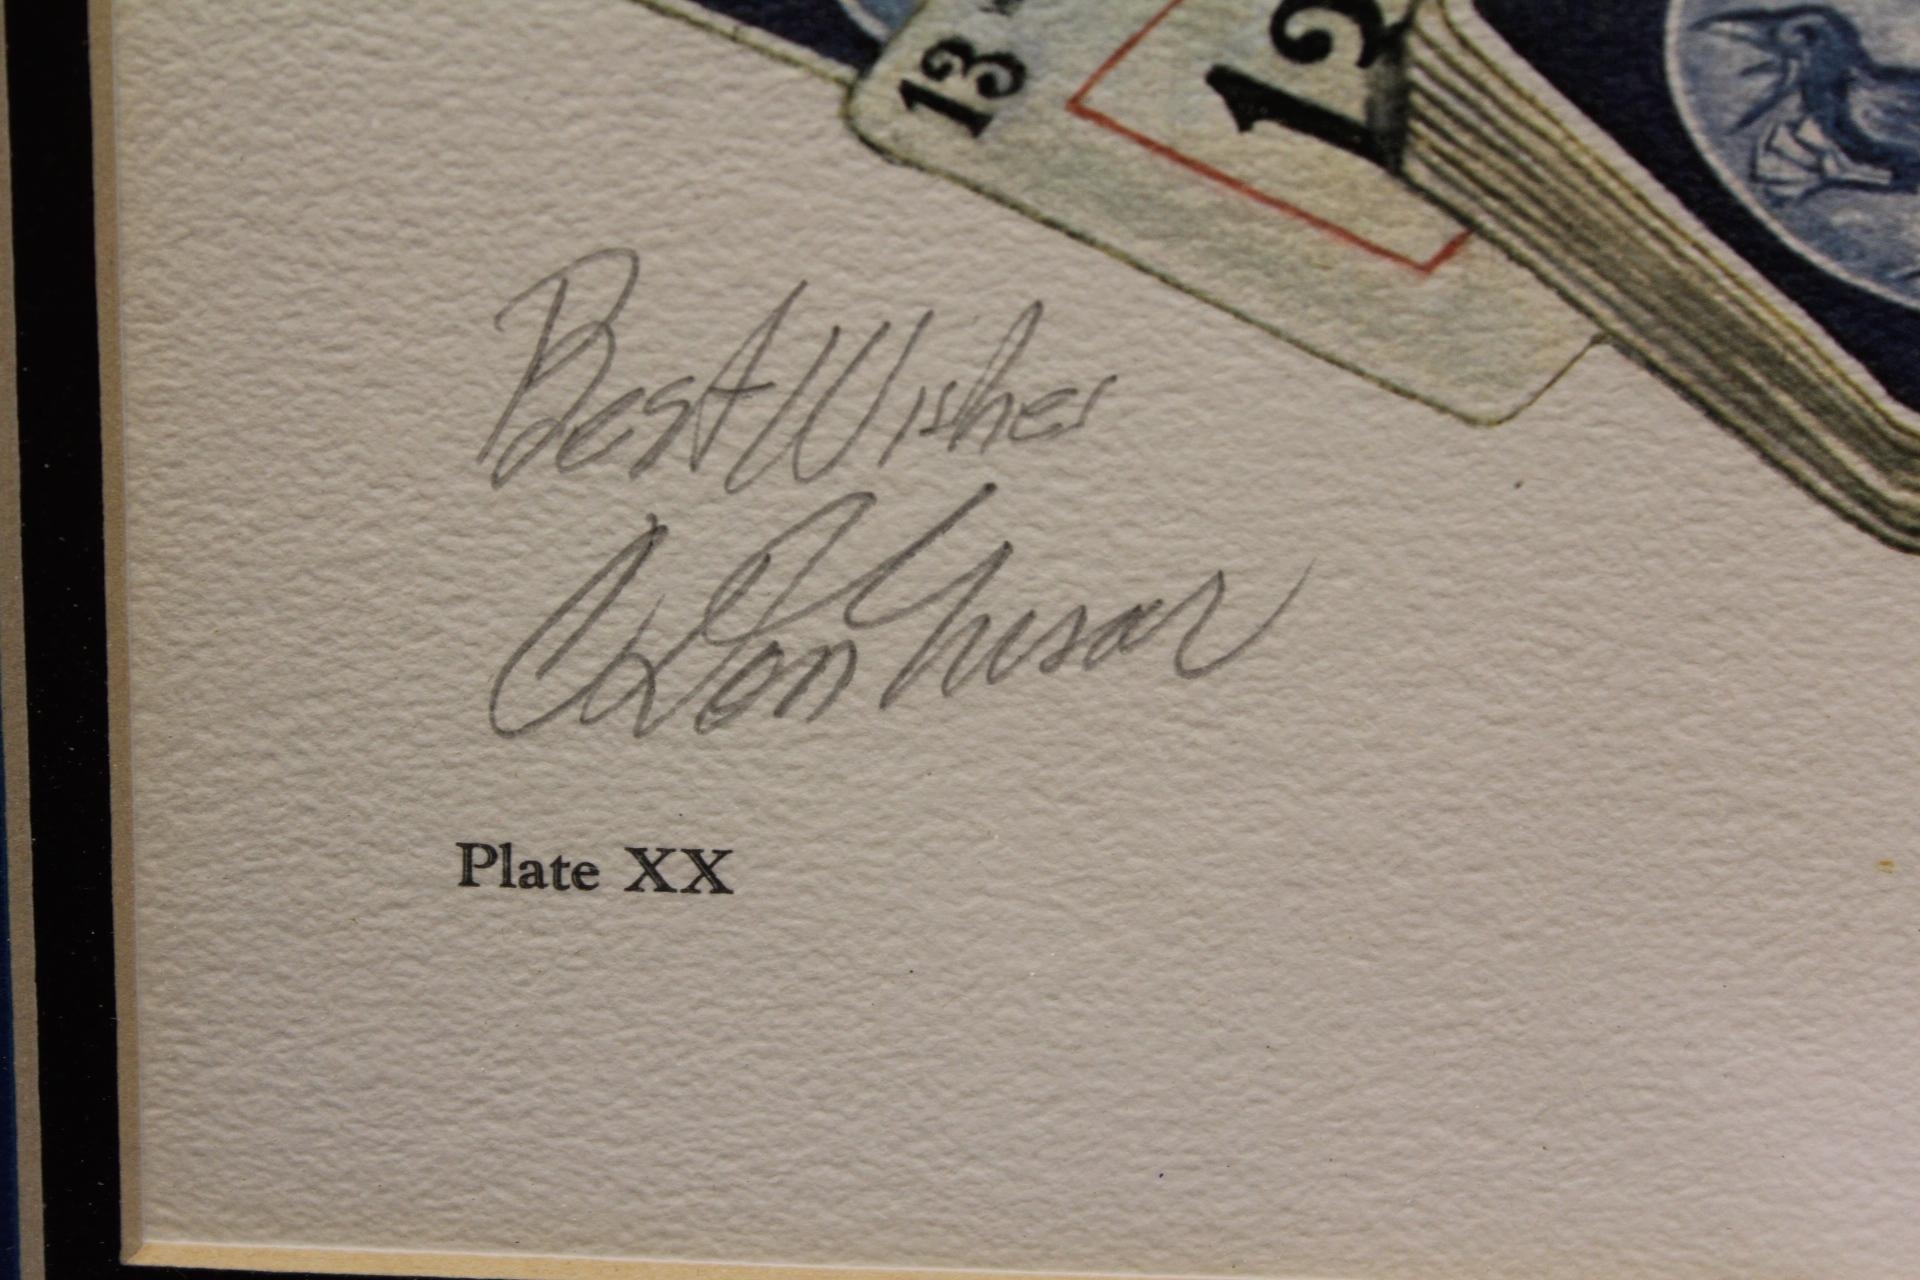 13
12
Best Wishes
Plate XX